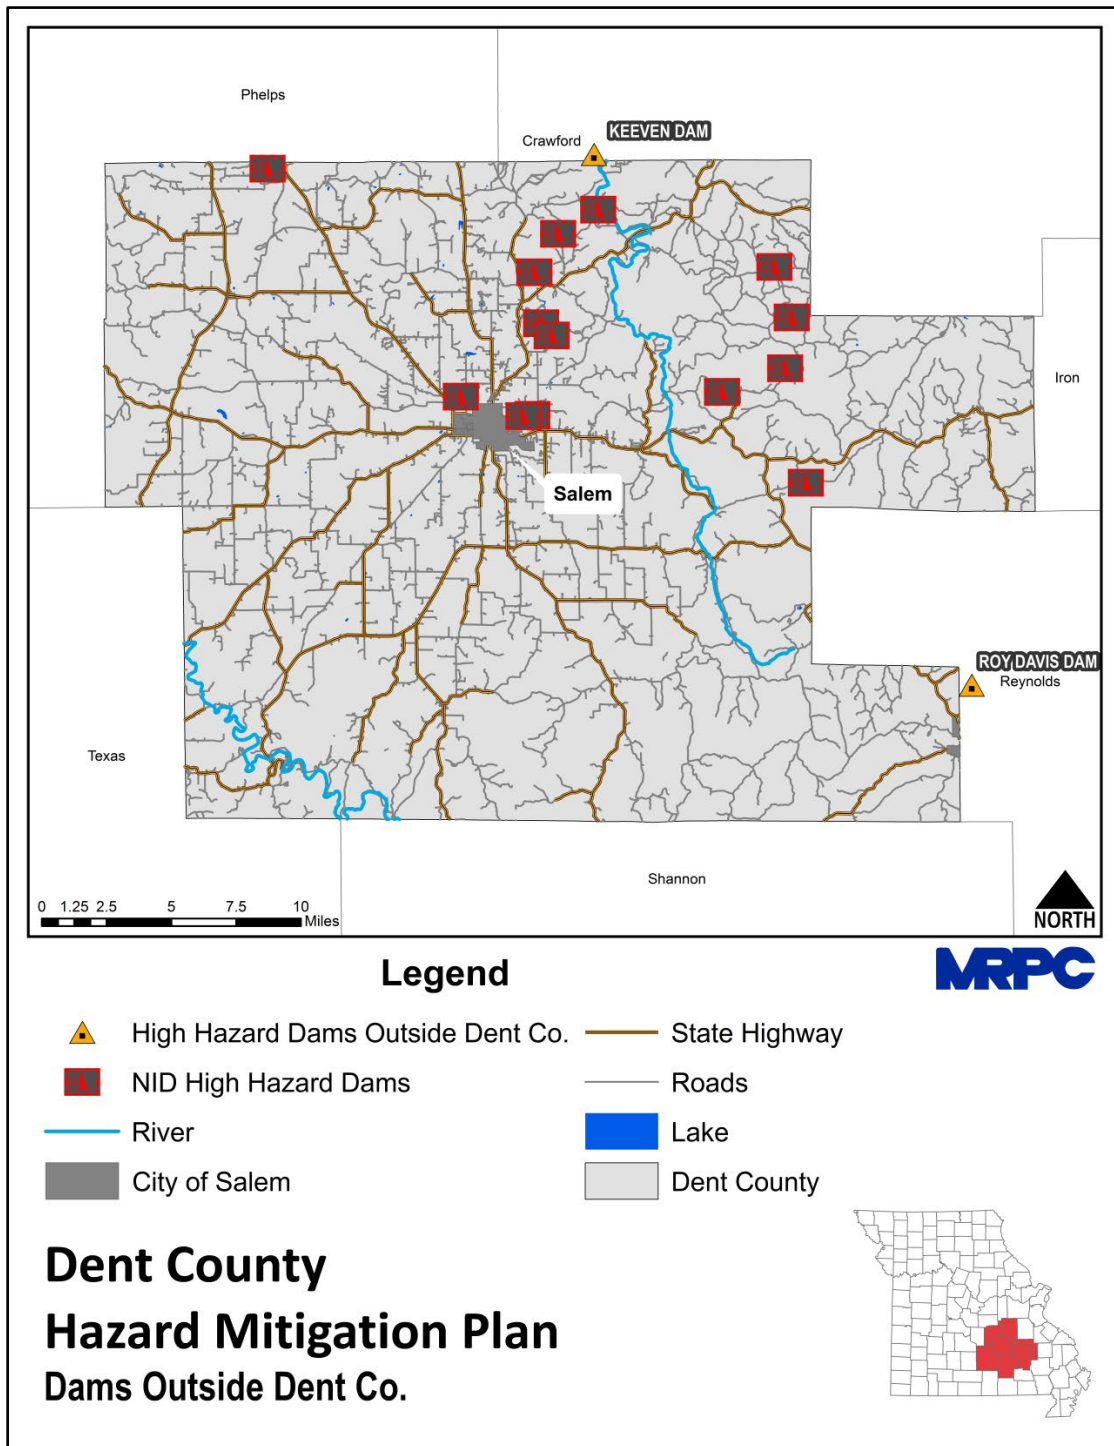 Phelps
Crawford
KEEVEN DAM
Iron
Salem
ROY DAVIS DAM
Reynolds
Texas
Shannon
0 1.25 2.5 5 7.5 10
Miles
NORTH
MRPC
Legend
High Hazard Dams Outside Dent Co.
State Highway
NID High Hazard Dams
Roads
River
Lake
City of Salem
Dent County
Dent County
Hazard Mitigation Plan
Dams Outside Dent Co.